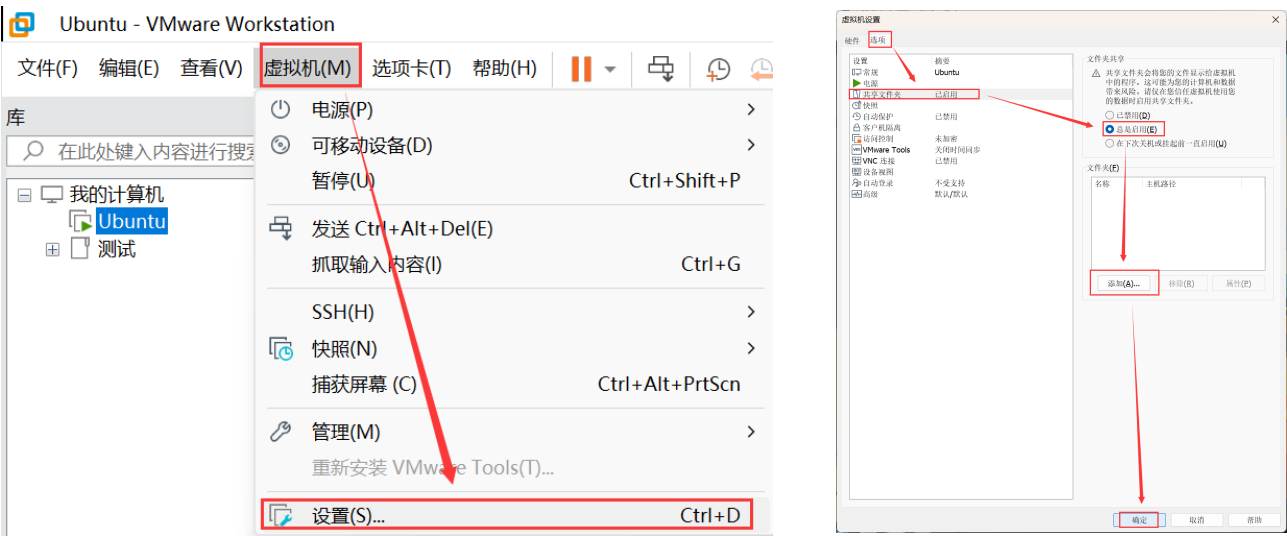 Ubuntu - VMware Workstation
文件(F) 编辑(E) 查看(V) 虚拟机(M) 选项卡(T) 帮助(H)
库
在此处键入内容进行搜
我的计算机
Ubuntu
测试
电源(P)
可移动设备(D)
暂停(U) Ctrl+Shift+P
发送 Ctrl+Alt+Del(E)
抓取输入内容(I) Ctrl+G
SSH(H)
快照(N)
捕获屏幕 (C) Ctrl+Alt+PrtScn
管理(M)
重新安装 VMware Tools(T)...
设置(S)... Ctrl+D
虚拟机设置
硬件 选项
设置 摘要
常规 Ubuntu
电源
共享文件夹 已启用
快照
自动保护 已禁用
客户机隔离
访问控制 未加密
VMware Tools 关闭时间同步
VNC 连接 已禁用
设备视图
自动登录 不受支持
高级 默认/默认
文件夹共享
共享文件夹会将您的文件显示给虚拟机
中的程序。这可能为您的计算机和数据
带来风险。请仅在您信任虚拟机使用您
的数据时启用共享文件夹。
已禁用(D)
总是启用(E)
在下次关机或挂起前一直启用(U)
文件夹(F)
名称 主机路径
添加(A)... 移除(R) 属性(P)
确定 取消 帮助